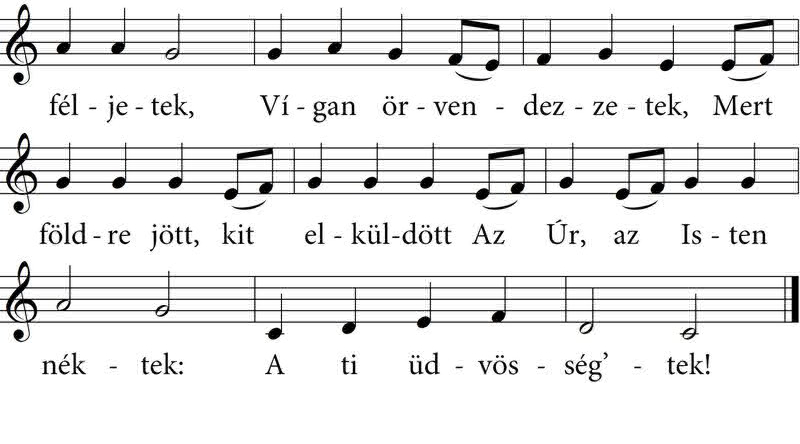 fél - je - tek, Ví - gan ör - ven - dez - ze - tek, Mert
föld - re jött, kit el - kül-dött Az Úr, az Is - ten
nék - tek: A ti üd - vös - ség’ - tek!